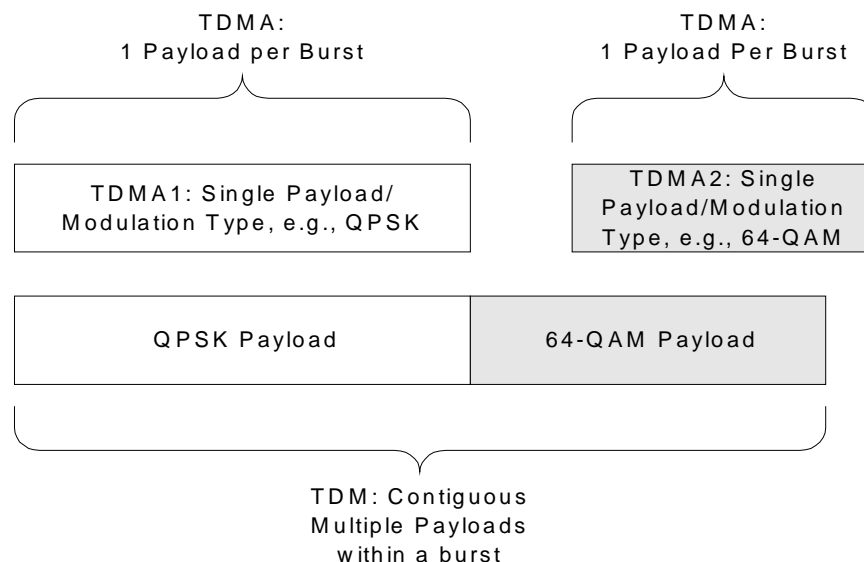 TDMA:
1 Payload per Burst
TDMA:
1 Payload Per Burst
TDMA1: Single Payload/
Modulation Type, e.g., QPSK
TDMA2: Single
Payload/Modulation
Type, e.g., 64-QAM
QPSK Payload
64-QAM Payload
TDM: Contiguous
Multiple Payloads
within a burst